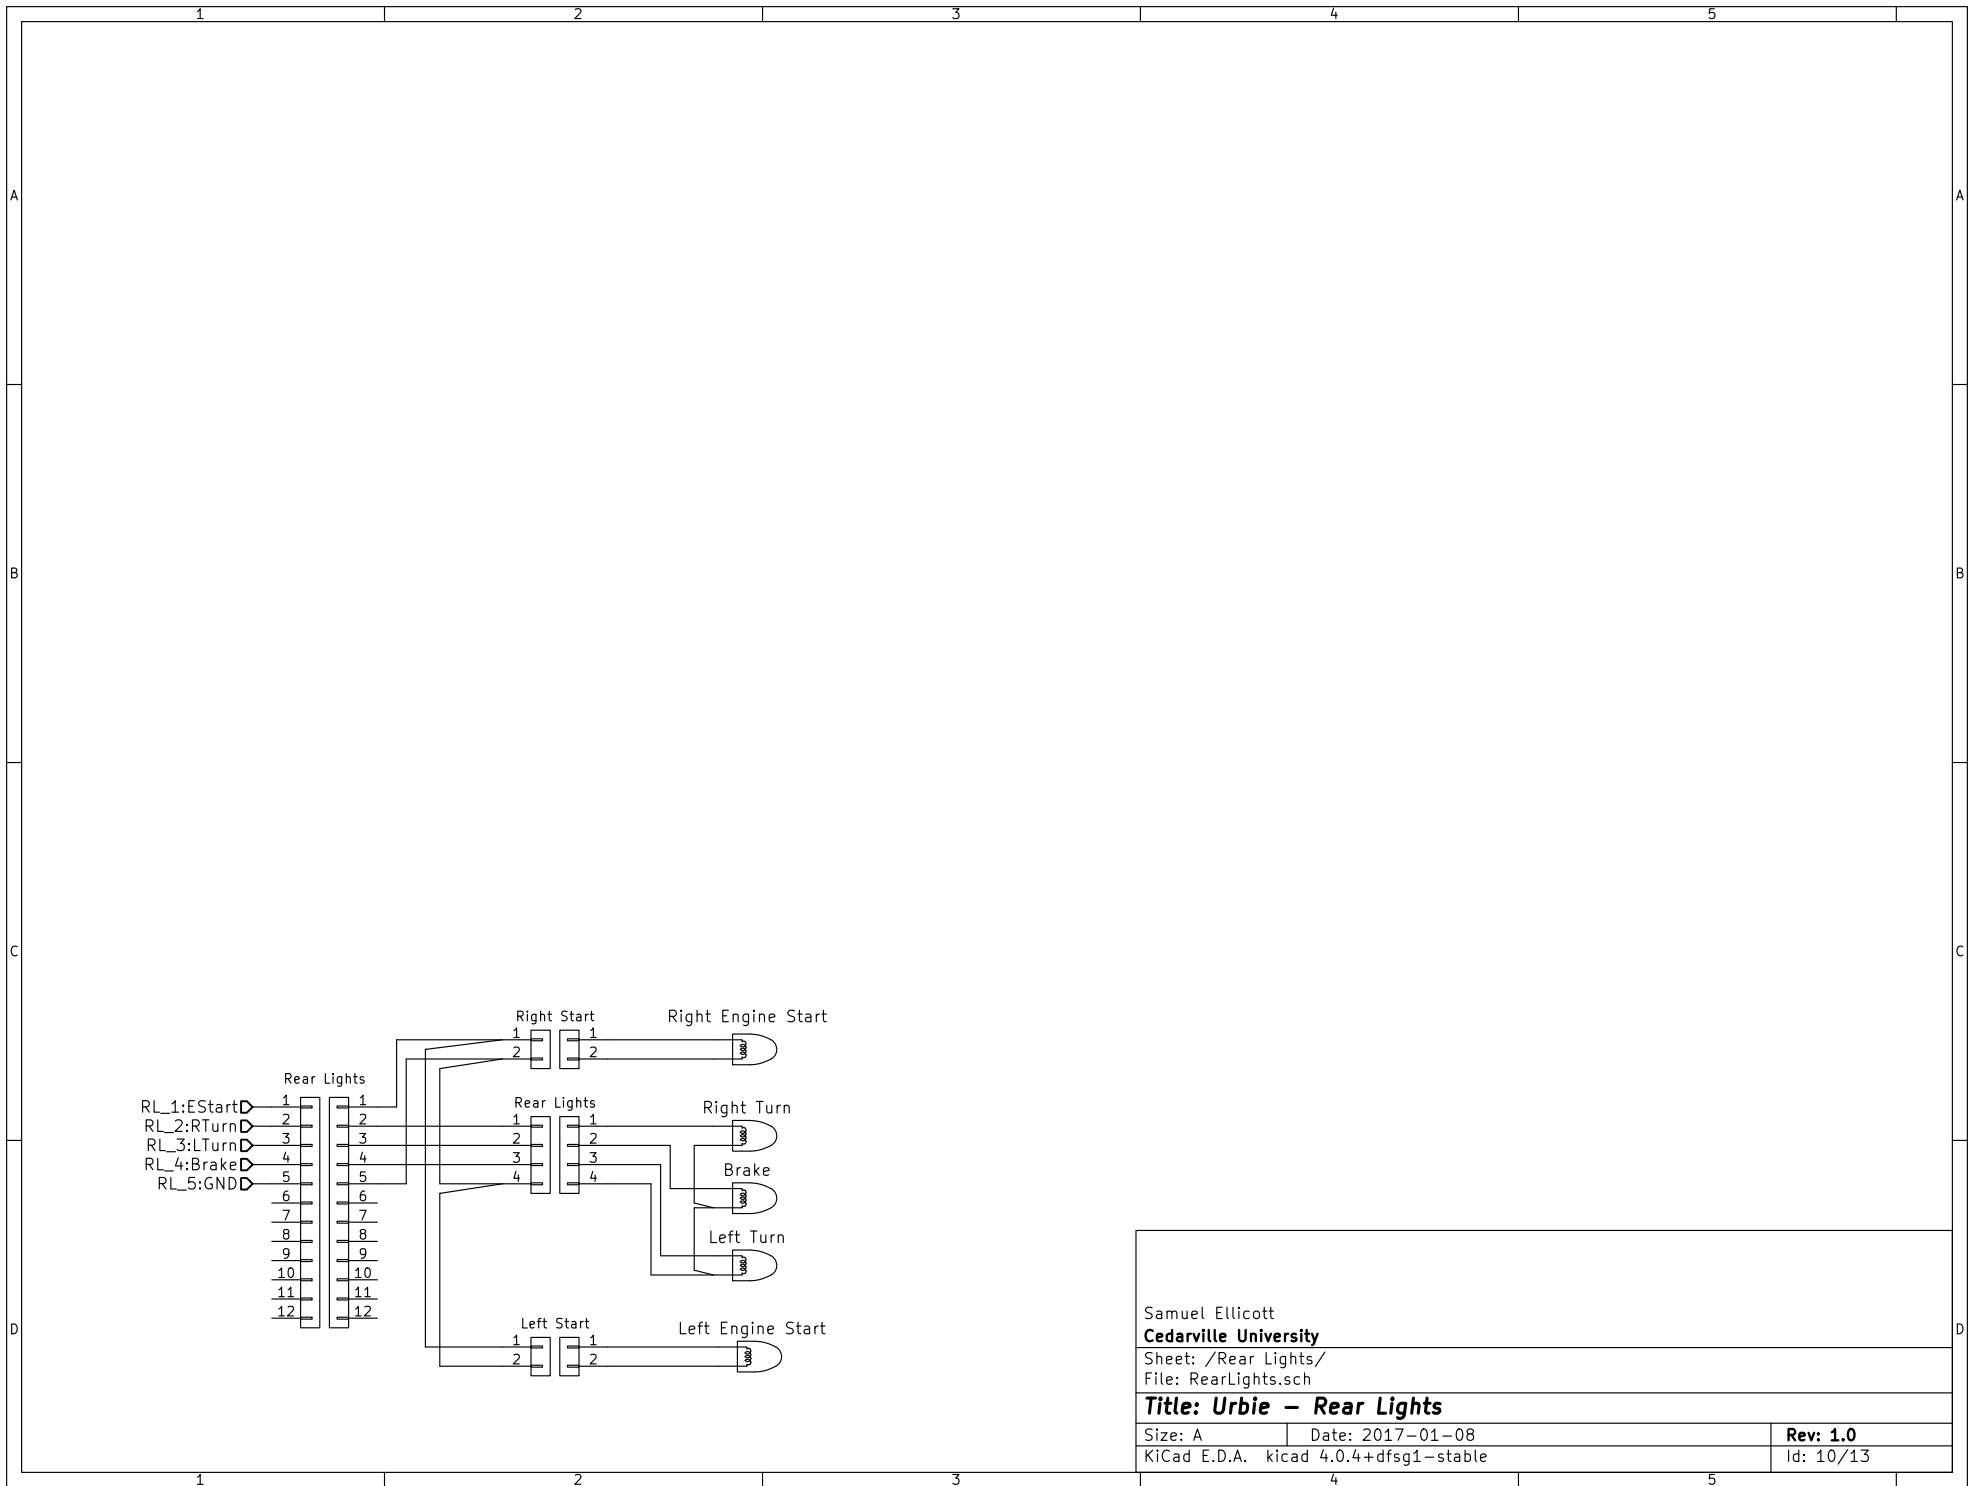 1 2 3 4 5
A A
B B
C C
D D
Right Start
Right Engine Start
1 1
2 2
Rear Lights
RL_1:EStart 1 1
RL_2:RTurn 2 2
RL_3:LTurn 3 3
RL_4:Brake 4 4
RL_5:GND 5 5
6 6
7 7
8 8
9 9
10 10
11 11
12 12
Rear Lights
1 1
2 2
3 3
4 4
Right Turn
Brake
Left Turn
Left Start
Left Engine Start
1 1
2 2
Samuel Ellicott
Cedarville University
Sheet: /Rear Lights/
File: RearLights.sch
Title: Urbie – Rear Lights
Size: A
Date: 2017-01-08
Rev: 1.0
KiCad E.D.A. kicad 4.0.4+dfsg1-stable
Id: 10/13
1 2 3 4 5